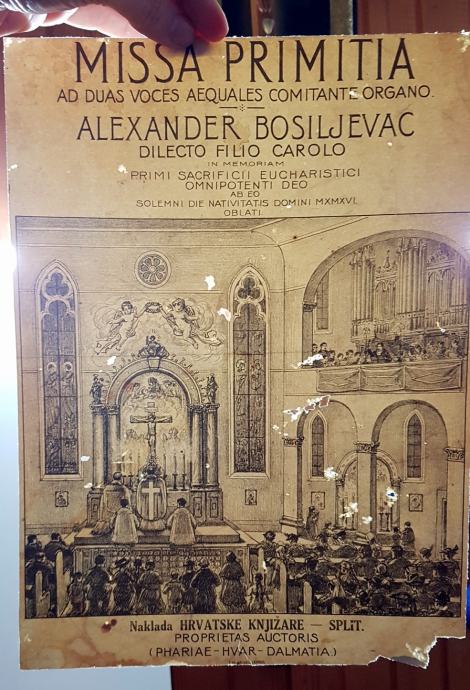 MISSA PRIMITIA
AD DUAS VOCES AEQUALES COMITANTE ORGANO.
ALEXANDER BOSILJEVAC
DILECTO FILIO CAROLO
IN MEMORIAM
PRIMI SACRIFICII EUCHARISTICI
OMNIPOTENTI DEO
AB EO
SOLEMNI DIE NATIVITATIS DOMINI MXMXVI.
OBLATI.
Naklada HRVATSKE KNJIŽARE — SPLIT.
PROPRIETAS AUCTORIS
(PHARIAE-HVAR-DALMATIA.)